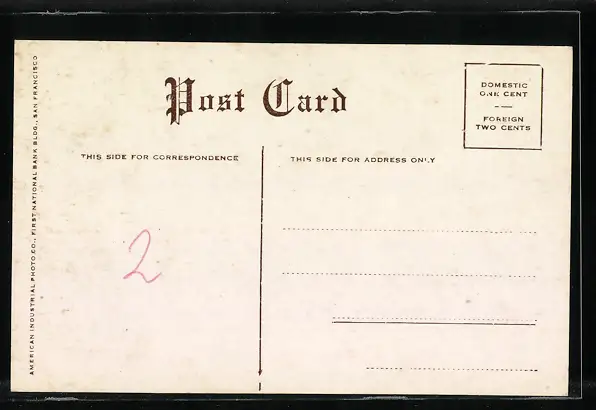 Post Card
DOMESTIC
ONE CENT
FOREIGN
TWO CENTS
THIS SIDE FOR CORRESPONDENCE
THIS SIDE FOR ADDRESS ONLY
2
AMERICAN INDUSTRIAL PHOTO CO., FIRST NATIONAL BANK BLDG., SAN FRANCISCO